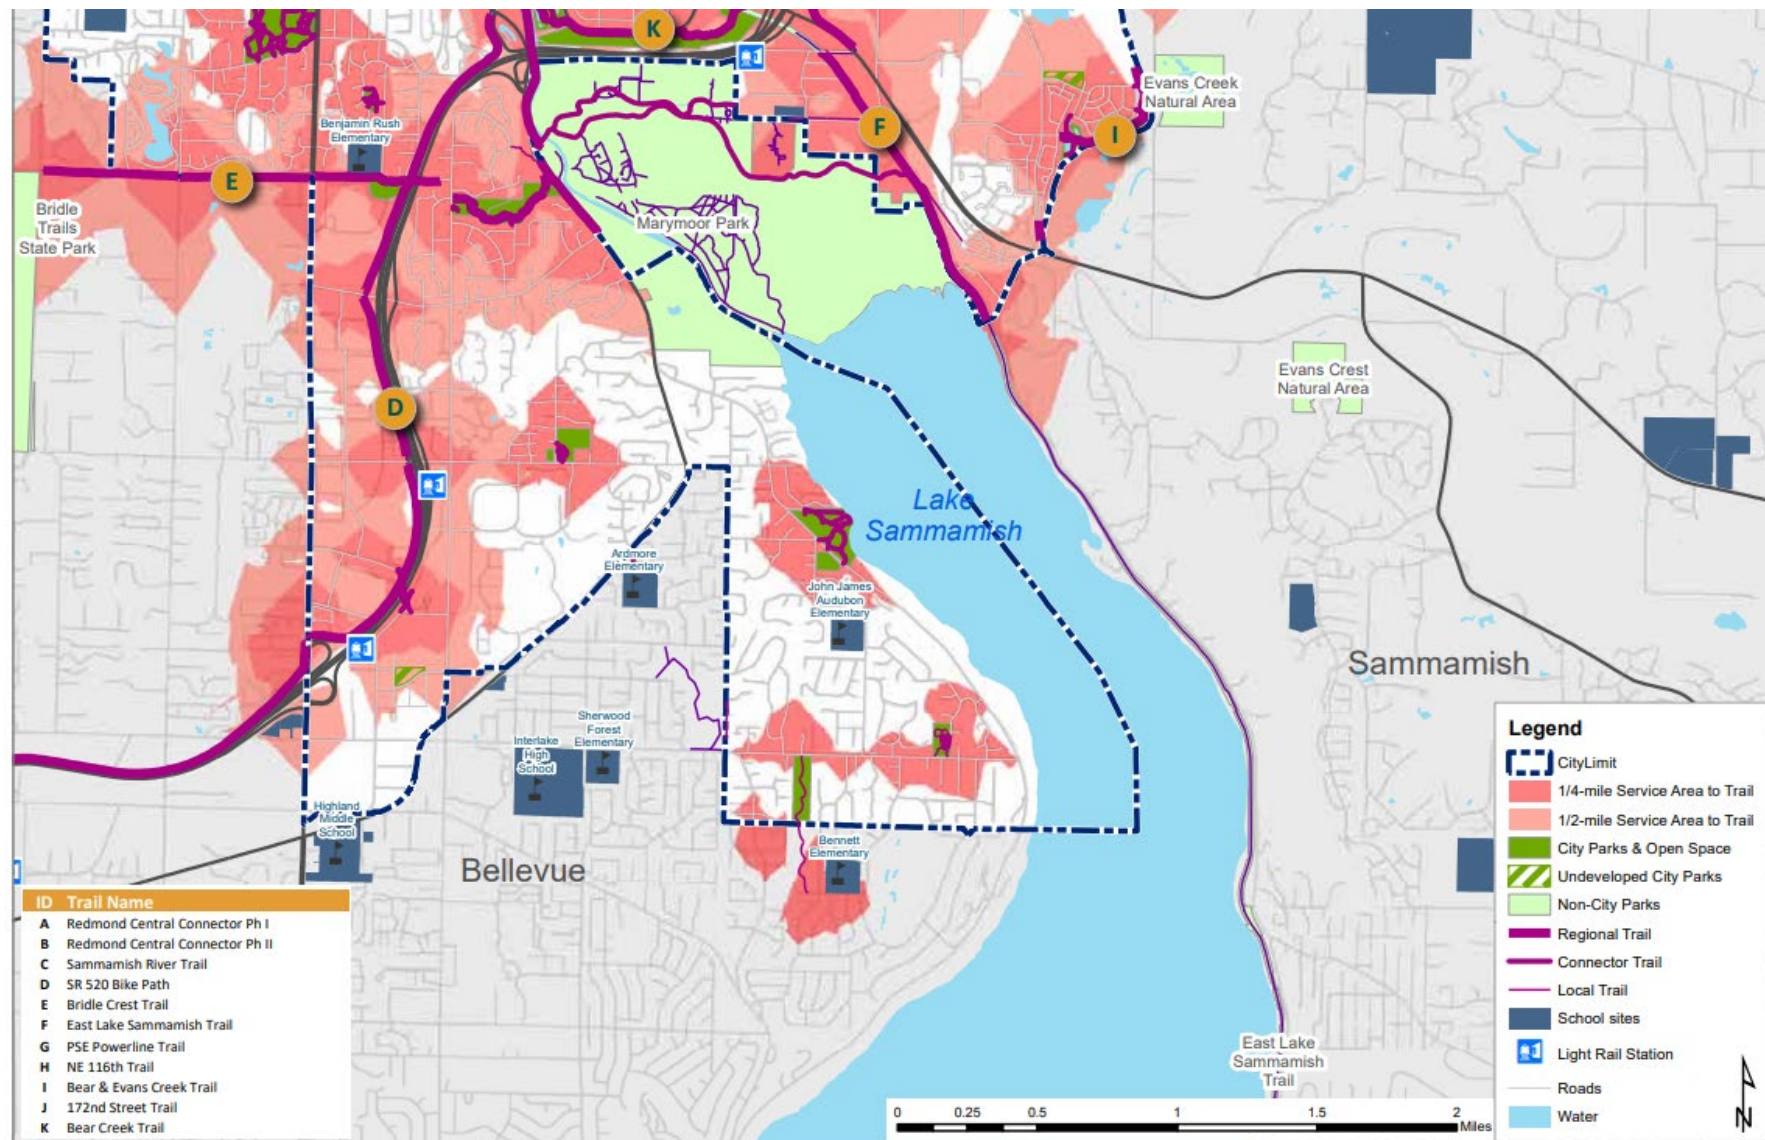 K
Evans Creek
Natural Area
Benjamin Rush
Elementary
F
I
E
Bridle
Trails
State Park
Marymoor Park
Evans Crest
Natural Area
D
Lake
Sammamish
Ardmore
Elementary
John James
Audubon
Elementary
Sammamish
Sherwood
Forest
Elementary
Interlake
High
School
Highland
Middle
School
Bennett
Elementary
Bellevue
East Lake
Sammamish
Trail
ID Trail Name
A Redmond Central Connector Ph I
B Redmond Central Connector Ph II
C Sammamish River Trail
D SR 520 Bike Path
E Bridle Crest Trail
F East Lake Sammamish Trail
G PSE Powerline Trail
H NE 116th Trail
I Bear & Evans Creek Trail
J 172nd Street Trail
K Bear Creek Trail
0 0.25 0.5 1 1.5 2
Miles
Legend
CityLimit
1/4-mile Service Area to Trail
1/2-mile Service Area to Trail
City Parks & Open Space
Undeveloped City Parks
Non-City Parks
Regional Trail
Connector Trail
Local Trail
School sites
Light Rail Station
Roads
Water
N